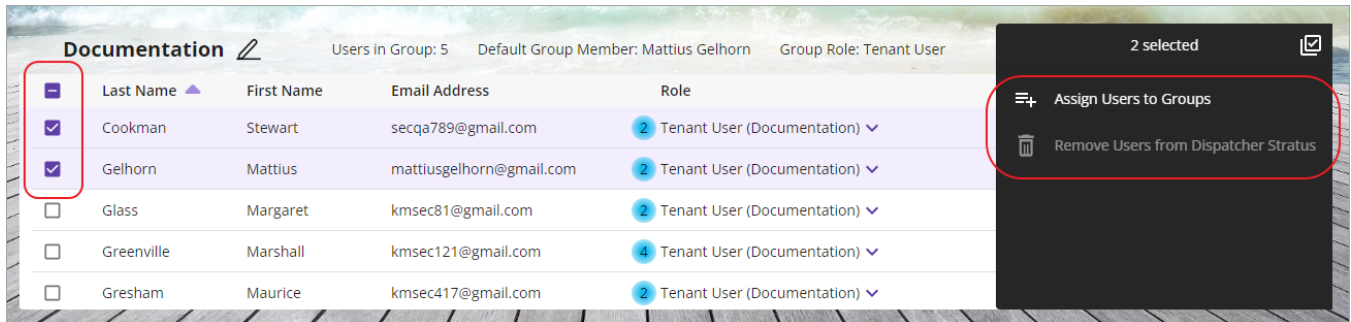 Documentation Users in Group: 5 Default Group Member: Mattius Gelhorn Group Role: Tenant User 2 selected
Last Name First Name Email Address Role
Assign Users to Groups
Cookman Stewart secqa789@gmail.com 2 Tenant User (Documentation)
Remove Users from Dispatcher Stratus
Gelhorn Mattius mattiusgelhorn@gmail.com 2 Tenant User (Documentation)
Glass Margaret kmsec81@gmail.com 2 Tenant User (Documentation)
Greenville Marshall kmsec121@gmail.com 4 Tenant User (Documentation)
Gresham Maurice kmsec417@gmail.com 2 Tenant User (Documentation)